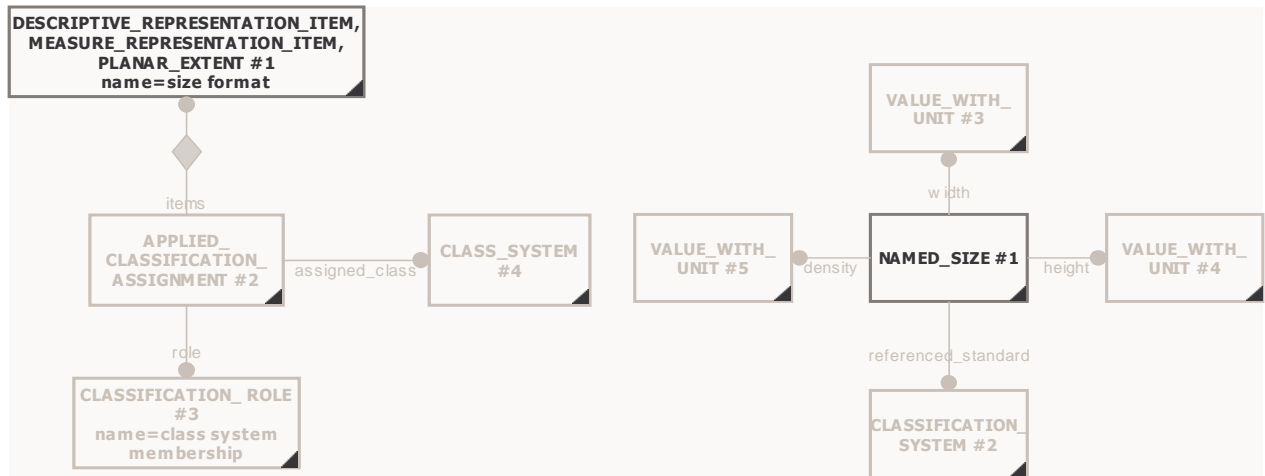 DESCRIPTIVE_REPRESENTATION_ITEM,
MEASURE_REPRESENTATION_ITEM,
PLANAR_EXTENT #1
name=size format
items
APPLIED_
CLASSIFICATION_
ASSIGNMENT #2
assigned_class
CLASS_SYSTEM
#4
role
CLASSIFICATION_ ROLE
#3
name=class system
membership
VALUE_WITH_
UNIT #3
width
VALUE_WITH_
UNIT #5
density
NAMED_SIZE #1
height
VALUE_WITH_
UNIT #4
referenced_standard
CLASSIFICATION_
SYSTEM #2